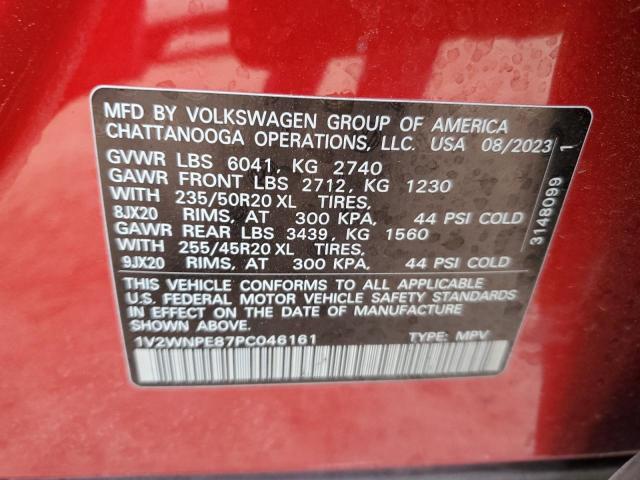 MFD BY VOLKSWAGEN GROUP OF AMERICA
CHATTANOOGA OPERATIONS, LLC. USA 08/2023
GVWR LBS 6041, KG 2740
GAWR FRONT LBS 2712, KG 1230
WITH 235/50R20 XL TIRES,
8JX20 RIMS, AT 300 KPA, 44 PSI COLD
GAWR REAR LBS 3439, KG 1560
WITH 255/45R20 XL TIRES,
9JX20 RIMS, AT 300 KPA, 44 PSI COLD
THIS VEHICLE CONFORMS TO ALL APPLICABLE
U.S. FEDERAL MOTOR VEHICLE SAFETY STANDARDS
IN EFFECT ON THE DATE OF MANUFACTURE
SHOWN ABOVE.
1V2WNPE87PC046161 TYPE: MPV
3148099 1